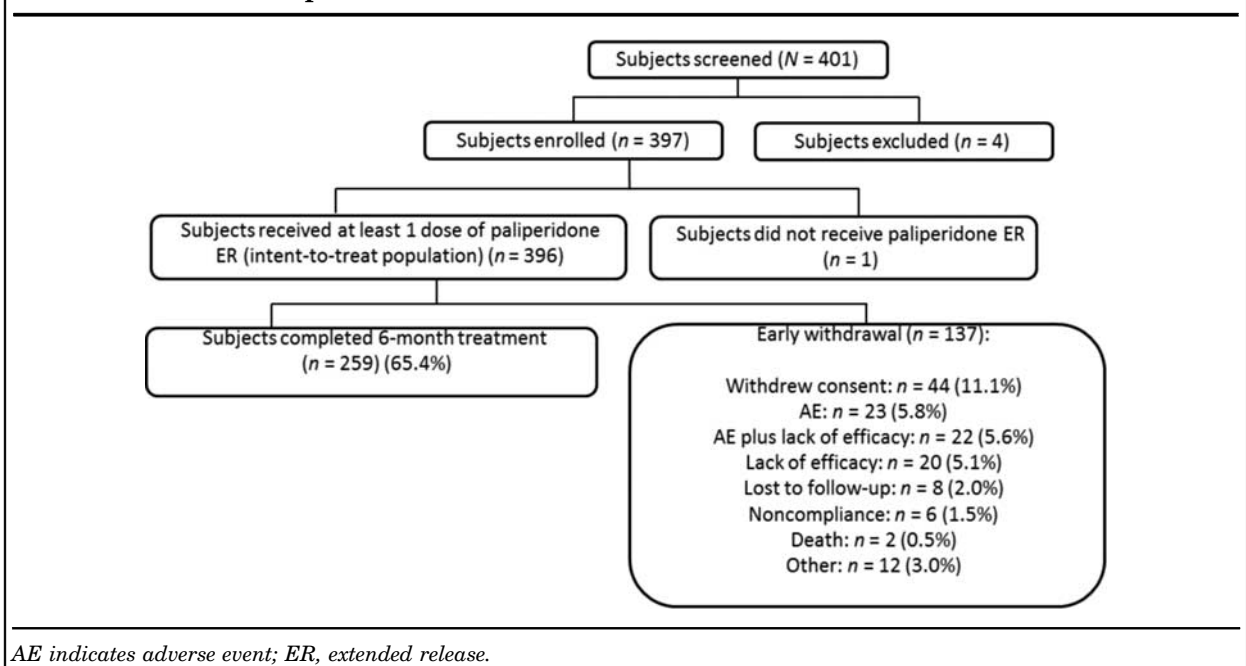 Subjects screened (N = 401)
Subjects enrolled (n = 397)
Subjects excluded (n = 4)
Subjects received at least 1 dose of paliperidone
ER (intent-to-treat population) (n = 396)
Subjects did not receive paliperidone ER
(n = 1)
Subjects completed 6-month treatment
(n = 259) (65.4%)
Early withdrawal (n = 137):
Withdrew consent: n = 44 (11.1%)
AE: n = 23 (5.8%)
AE plus lack of efficacy: n = 22 (5.6%)
Lack of efficacy: n = 20 (5.1%)
Lost to follow-up: n = 8 (2.0%)
Noncompliance: n = 6 (1.5%)
Death: n = 2 (0.5%)
Other: n = 12 (3.0%)
AE indicates adverse event; ER, extended release.